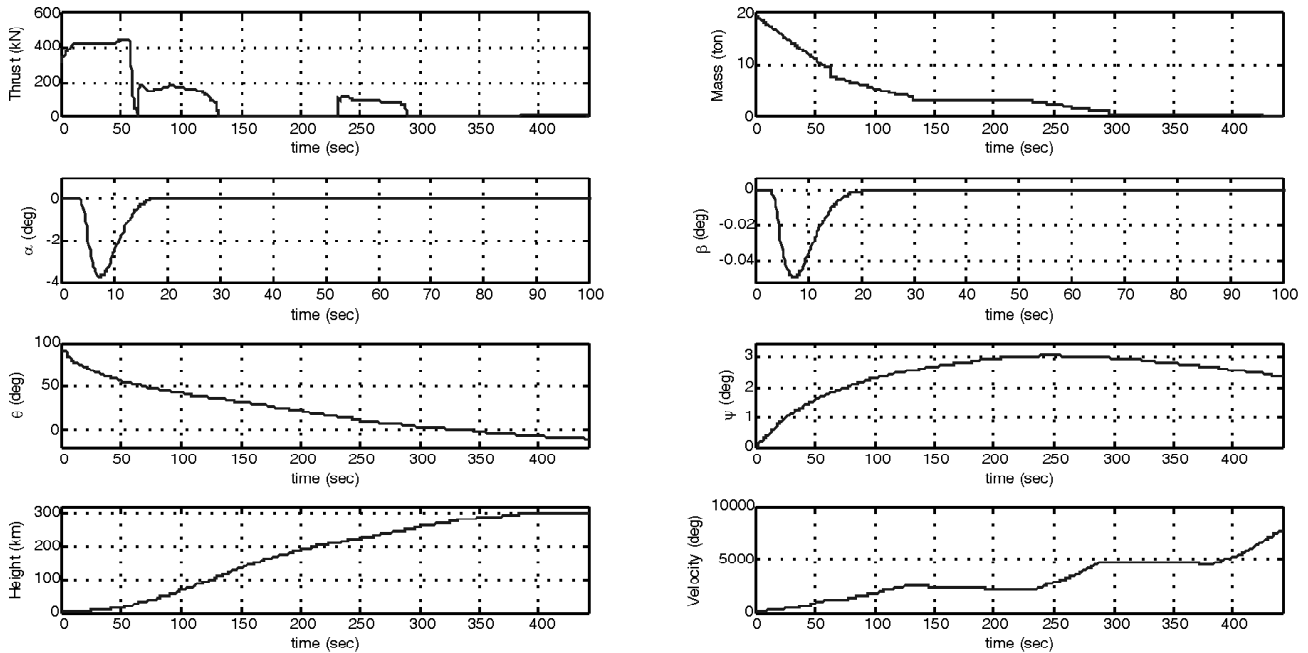 600
400
200
0
Thrust (kN)
0 50 100 150 200 250 300 350 400
time (sec)
20
10
0
Mass (ton)
0 50 100 150 200 250 300 350 400
time (sec)
0
-2
-4
α (deg)
0 10 20 30 40 50 60 70 80 90 100
time (sec)
0
-0.02
-0.04
β (deg)
0 10 20 30 40 50 60 70 80 90 100
time (sec)
100
50
0
θ (deg)
0 50 100 150 200 250 300 350 400
time (sec)
3
2
1
0
Ψ (deg)
0 50 100 150 200 250 300 350 400
time (sec)
300
200
100
0
Height (km)
0 50 100 150 200 250 300 350 400
time (sec)
10000
5000
0
Velocity (deg)
0 50 100 150 200 250 300 350 400
time (sec)